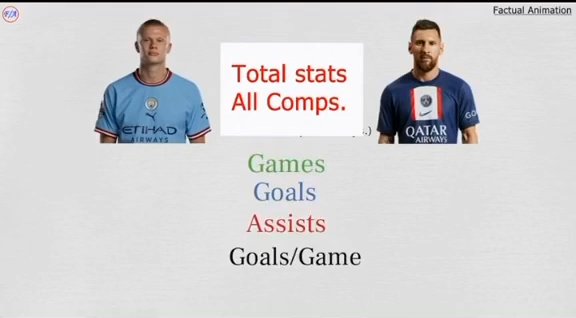 Factual Animation
Total stats
All Comps.
ETIHAD
AIRWAYS
QATAR
AIRWAYS
Games
Goals
Assists
Goals/Game